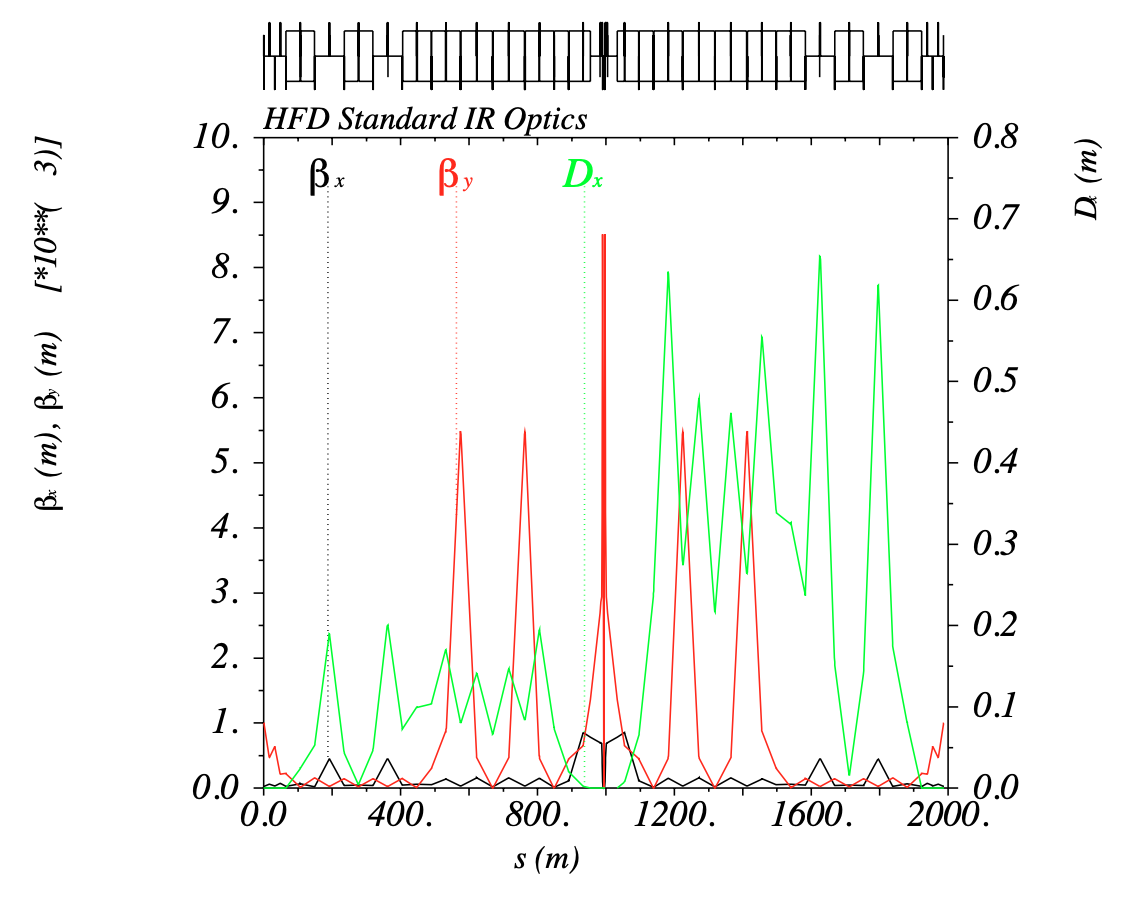 HFD Standard IR Optics
βx (m), βy (m) [*10**( 3)]
10.
9.
8.
7.
6.
5.
4.
3.
2.
1.
0.0
βx
βy
Dx
0.8
0.7
0.6
0.5
0.4
0.3
0.2
0.1
0.0
Dx (m)
0.0 400. 800. 1200. 1600. 2000.
s (m)